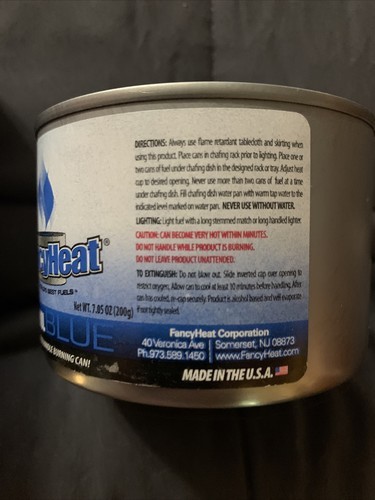 DIRECTIONS: Always use flame retardant tablecloth and skirting when
using this product. Place cans in chafing rack prior to lighting. Place one or
two cans of fuel under chafing dish in the designed rack or tray. Adjust heat
cap to desired opening. Never use more than two cans of fuel at a time
under chafing dish. Fill chafing dish water pan with warm tap water to the
indicated level marked on water pan. NEVER USE WITHOUT WATER.
LIGHTING: Light fuel with a long stemmed match or long handled lighter.
CAUTION: CAN BECOME VERY HOT WITHIN MINUTES.
DO NOT HANDLE WHILE PRODUCT IS BURNING.
DO NOT LEAVE PRODUCT UNATTENDED.
TO EXTINGUISH: Do not blow out. Slide inverted cap over opening to
restrict oxygen. Allow can to cool at least 10 minutes before handling. After
can has cooled, re-cap securely. Product is alcohol based and will evaporate
if not tightly sealed.
cyHeat®
BEST FUELS
Net WT. 7.05 OZ (200g)
BLUE
HANDLE BURNING CAN!
FancyHeat Corporation
40 Veronica Ave | Somerset, NJ 08873
Ph.973.589.1450 | www.FancyHeat.com
MADE IN THE U.S.A.